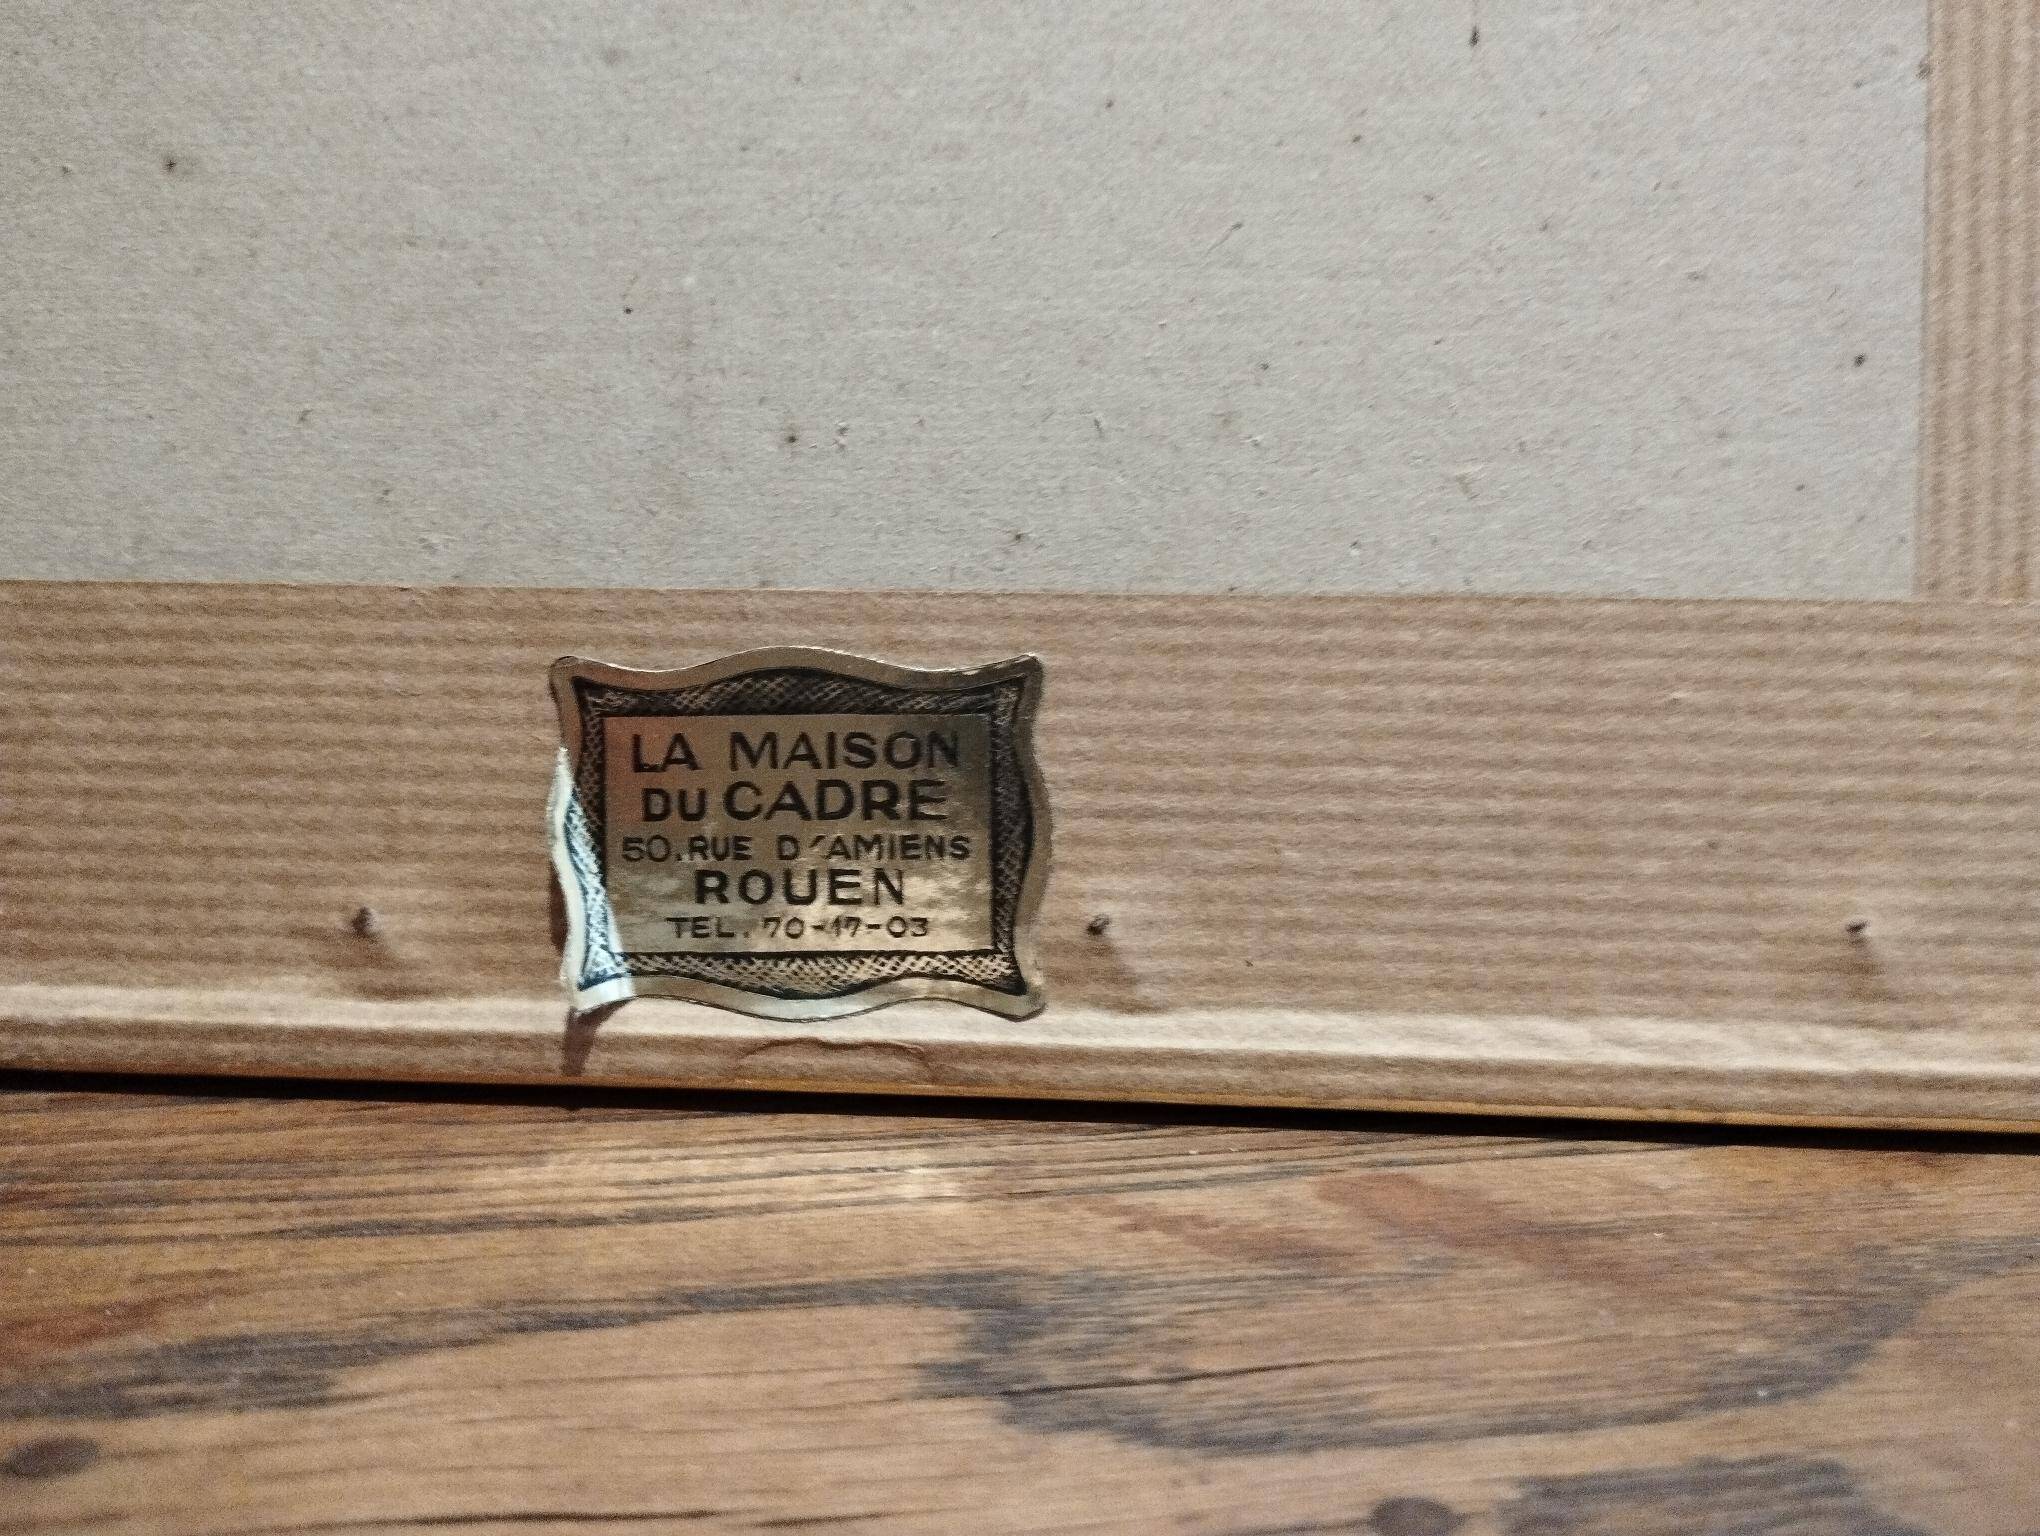 LA MAISON
DU CADRE
50.RUE D'AMIENS
ROUEN
TEL. 70-17-03